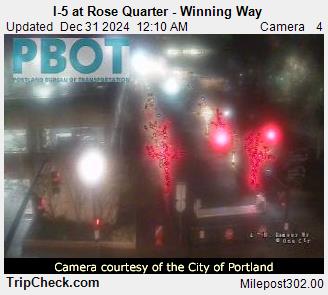 I-5 at Rose Quarter - Winning Way
Updated Dec 31 2024 12:10 AM Camera 4
PBOT
PORTLAND BUREAU OF TRANSPORTATION
Camera courtesy of the City of Portland
TripCheck.com Milepost302.00